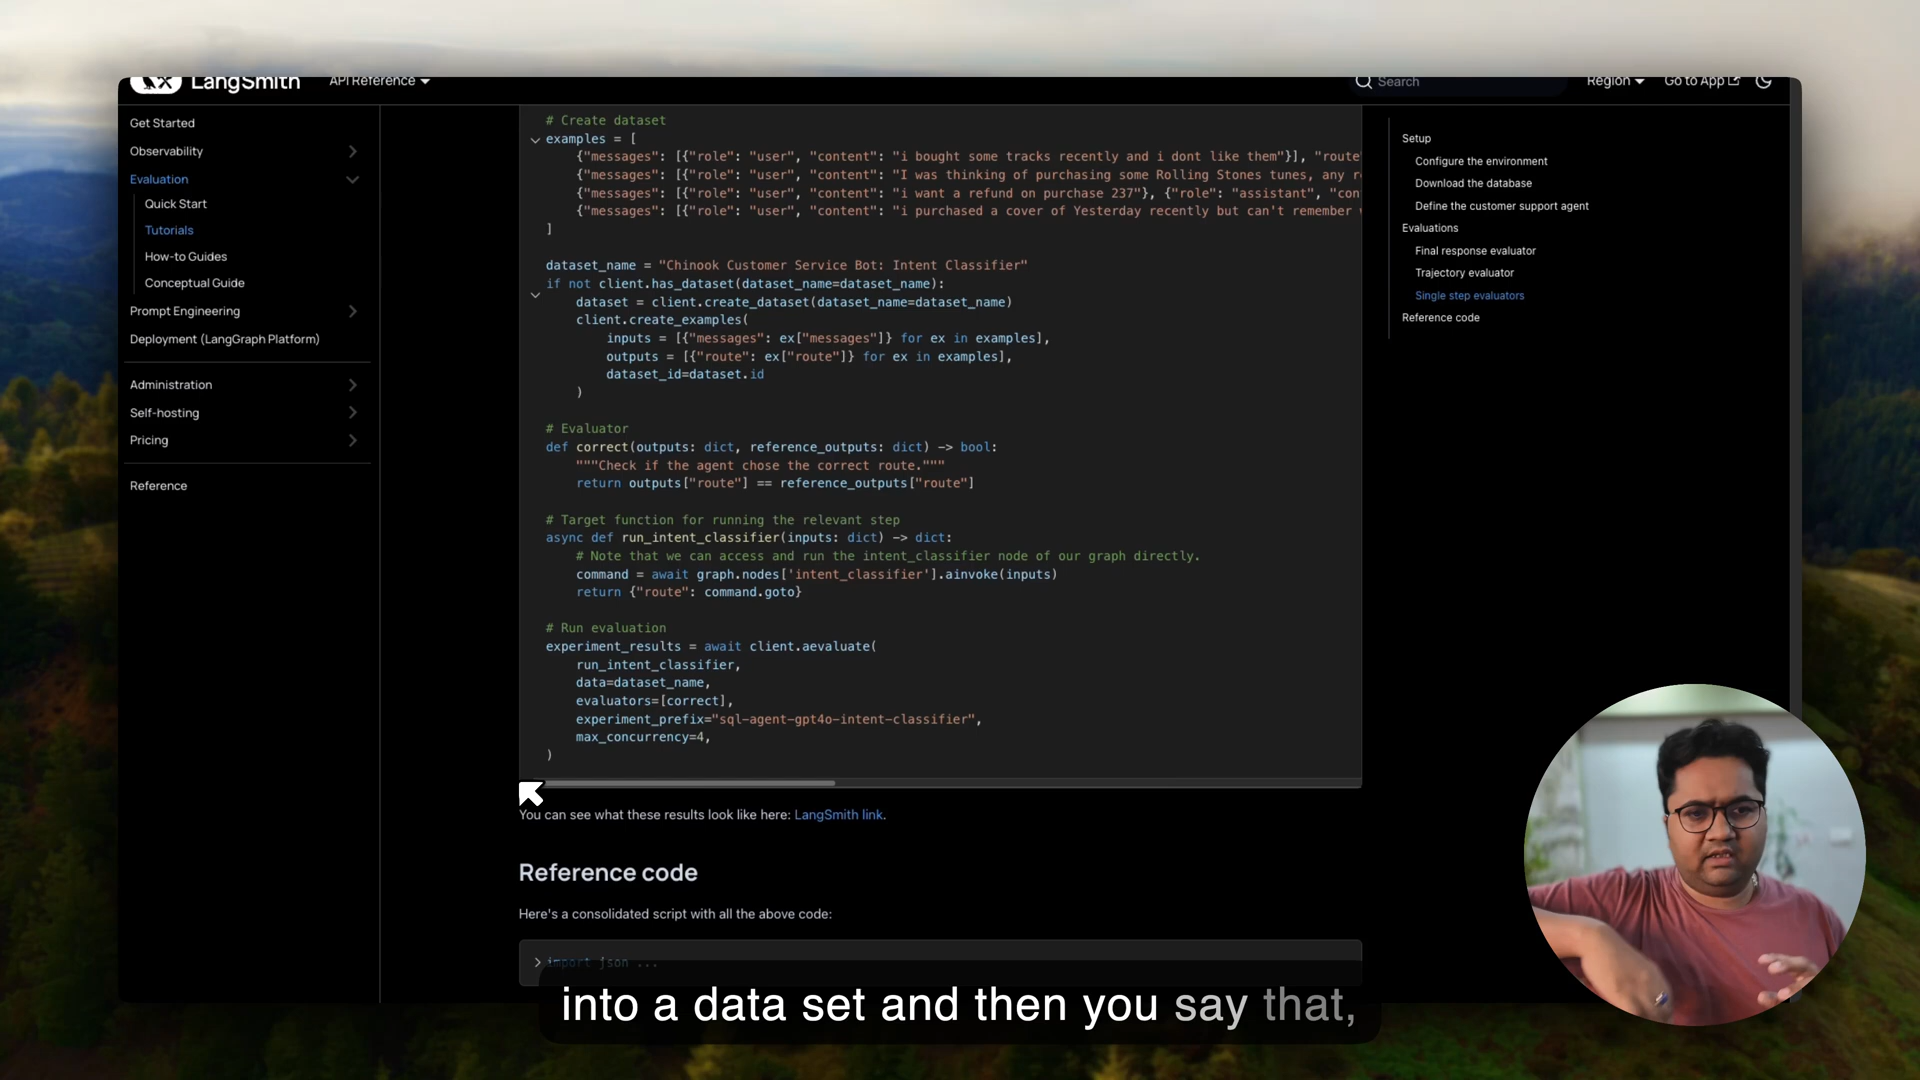 LangSmith
API Reference
Search
Region
Go to App
Get Started
Observability
Evaluation
Quick Start
Tutorials
How-to Guides
Conceptual Guide
Prompt Engineering
Deployment (LangGraph Platform)
Administration
Self-hosting
Pricing
Reference
# Create dataset
examples = [
{"messages": [{"role": "user", "content": "i bought some tracks recently and i dont like them"}], "route"
{"messages": [{"role": "user", "content": "I was thinking of purchasing some Rolling Stones tunes, any r
{"messages": [{"role": "user", "content": "i want a refund on purchase 237"}, {"role": "assistant", "con
{"messages": [{"role": "user", "content": "i purchased a cover of Yesterday recently but can't remember
]
dataset_name = "Chinook Customer Service Bot: Intent Classifier"
if not client.has_dataset(dataset_name=dataset_name):
dataset = client.create_dataset(dataset_name=dataset_name)
client.create_examples(
inputs = [{"messages": ex["messages"]} for ex in examples],
outputs = [{"route": ex["route"]} for ex in examples],
dataset_id=dataset.id
)
# Evaluator
def correct(outputs: dict, reference_outputs: dict) -> bool:
"""Check if the agent chose the correct route."""
return outputs["route"] == reference_outputs["route"]
# Target function for running the relevant step
async def run_intent_classifier(inputs: dict) -> dict:
# Note that we can access and run the intent_classifier node of our graph directly.
command = await graph.nodes['intent_classifier'].ainvoke(inputs)
return {"route": command.goto}
# Run evaluation
experiment_results = await client.aevaluate(
run_intent_classifier,
data=dataset_name,
evaluators=[correct],
experiment_prefix="sql-agent-gpt4o-intent-classifier",
max_concurrency=4,
)
You can see what these results look like here: LangSmith link.
Reference code
Here's a consolidated script with all the above code:
import json ...
Setup
Configure the environment
Download the database
Define the customer support agent
Evaluations
Final response evaluator
Trajectory evaluator
Single step evaluators
Reference code
into a data set and then you say that,